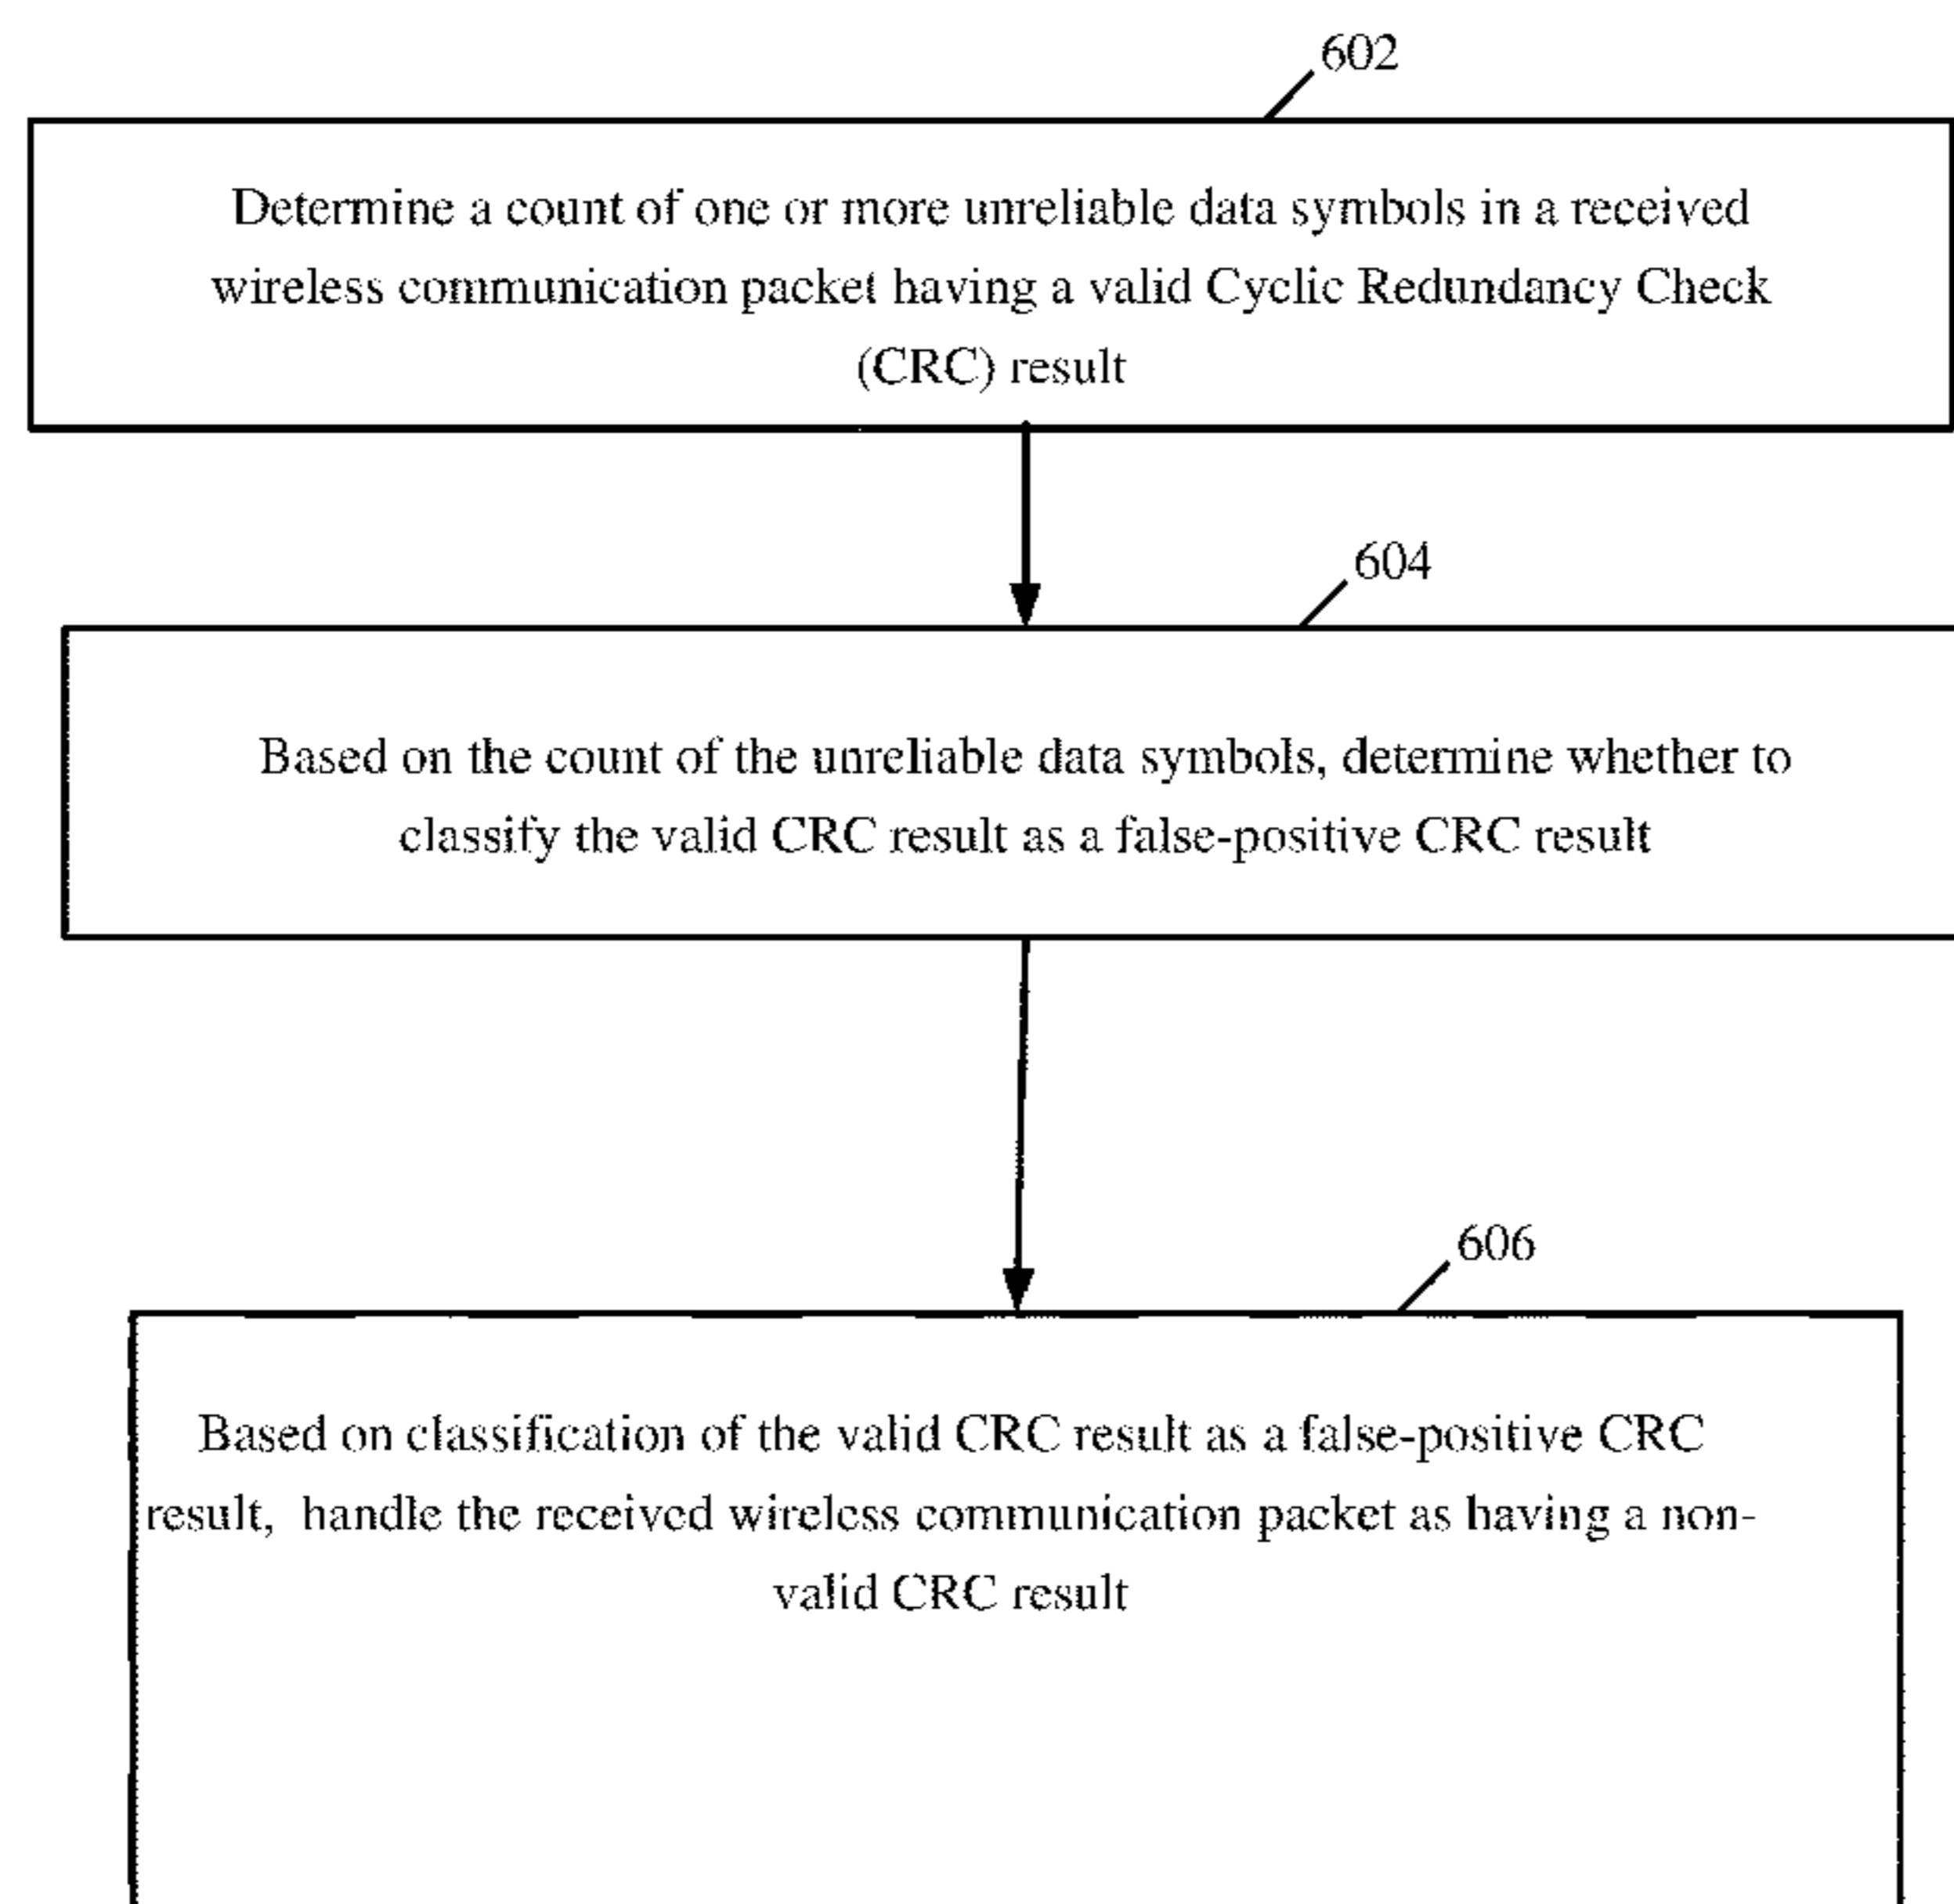 602
Determine a count of one or more unreliable data symbols in a received
wireless communication packet having a valid Cyclic Redundancy Check
(CRC) result
604
Based on the count of the unreliable data symbols, determine whether to
classify the valid CRC result as a false-positive CRC result
606
Based on classification of the valid CRC result as a false-positive CRC
result, handle the received wireless communication packet as having a non-
valid CRC result